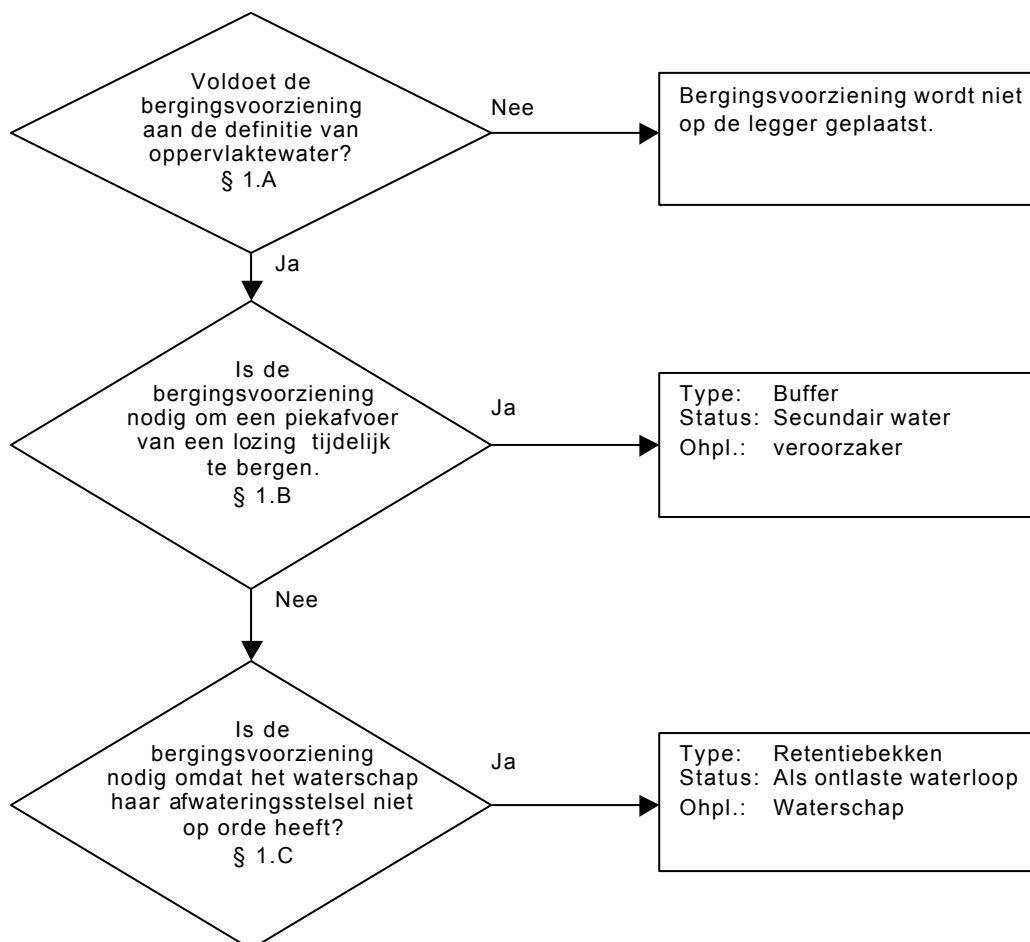 Voldoet de
bergingsvoorziening
aan de definitie van
oppervlaktewater?
§ 1.A
Nee
Bergingsvoorziening wordt niet
op de legger geplaatst.
Ja
Is de
bergingsvoorziening
nodig om een piekafvoer
van een lozing tijdelijk
te bergen.
§ 1.B
Ja
Type: Buffer
Status: Secundair water
Ohpl.: veroorzaker
Nee
Is de
bergingsvoorziening
nodig omdat het waterschap
haar afwateringsstelsel niet
op orde heeft?
§ 1.C
Ja
Type: Retentiebekken
Status: Als ontlaste waterloop
Ohpl.: Waterschap